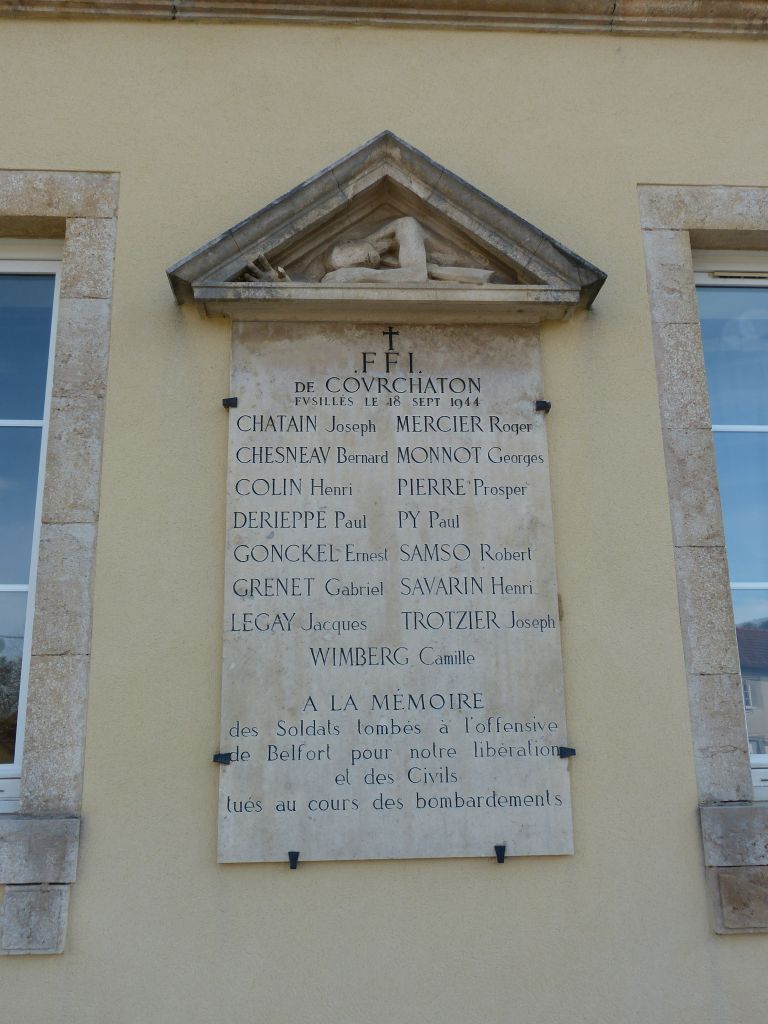 .FFI.
DE COVRCHATON
FVSILLÉS LE 18 SEPT 1944
CHATAIN Joseph MERCIER Roger
CHESNEAV Bernard MONNOT Georges
COLIN Henri PIERRE Prosper
DERIEPPE Paul PY Paul
GONCKEL Ernest SAMSO Robert
GRENET Gabriel SAVARIN Henri
LEGAY Jacques TROTZIER Joseph
WIMBERG Camille
A LA MÉMOIRE
des Soldats tombés à l'offensive
de Belfort pour notre libération
et des Civils
tués au cours des bombardements